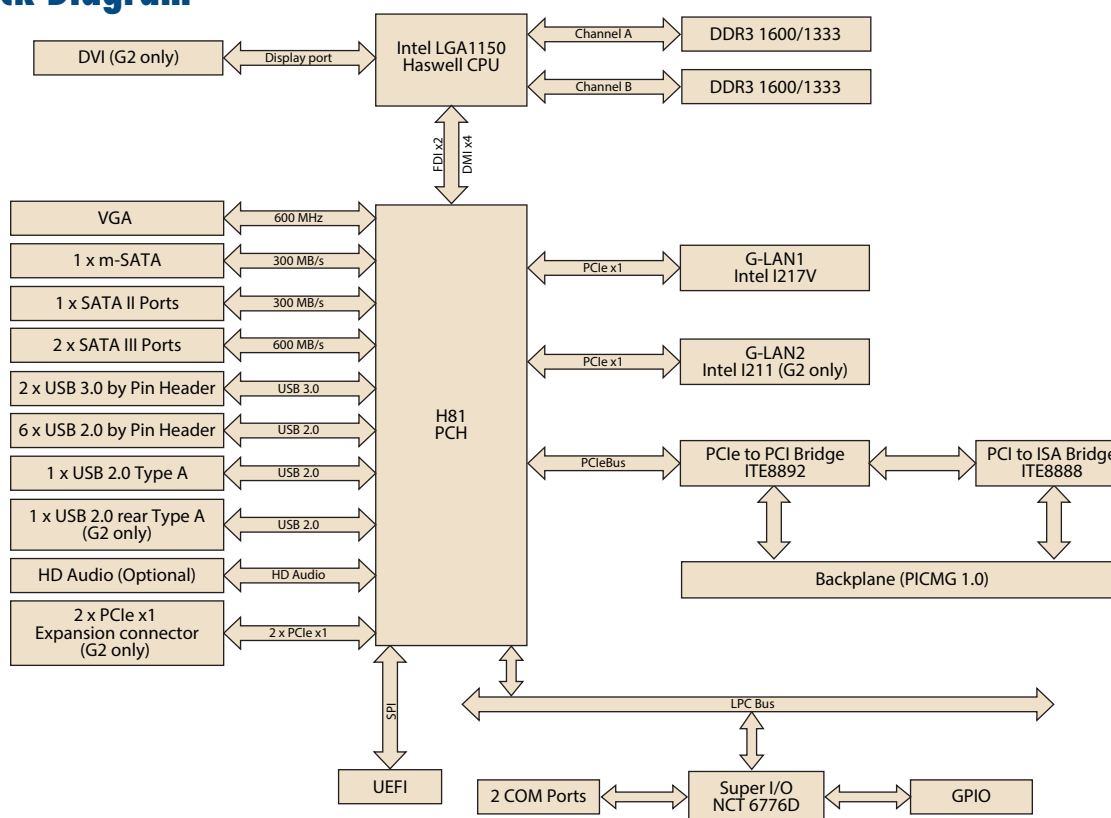 Diagram
DVI (G2 only)
Display port
Intel LGA1150
Haswell CPU
Channel A
DDR3 1600/1333
Channel B
DDR3 1600/1333
FDI x2
DMI x4
VGA
600 MHz
1 x m-SATA
300 MB/s
1 x SATA II Ports
300 MB/s
2 x SATA III Ports
600 MB/s
2 x USB 3.0 by Pin Header
USB 3.0
6 x USB 2.0 by Pin Header
USB 2.0
1 x USB 2.0 Type A
USB 2.0
1 x USB 2.0 rear Type A
(G2 only)
USB 2.0
HD Audio (Optional)
HD Audio
2 x PCIe x1
Expansion connector
(G2 only)
2 x PCIe x1
H81
PCH
PCIe x1
G-LAN1
Intel I217V
PCIe x1
G-LAN2
Intel I211 (G2 only)
PCIeBus
PCIe to PCI Bridge
ITE8892
PCI to ISA Bridge
ITE8888
Backplane (PICMG 1.0)
SPI
LPC Bus
UEFI
2 COM Ports
Super I/O
NCT 6776D
GPIO